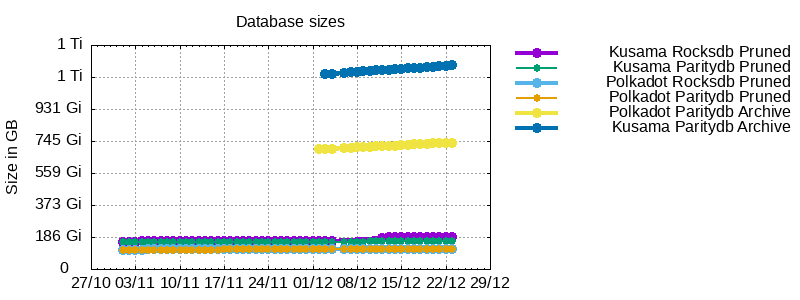 Database sizes
1 Ti
1 Ti
931 Gi
745 Gi
559 Gi
373 Gi
186 Gi
0
Size in GB
27/10 03/11 10/11 17/11 24/11 01/12 08/12 15/12 22/12 29/12
Kusama Rocksdb Pruned
Kusama Paritydb Pruned
Polkadot Rocksdb Pruned
Polkadot Paritydb Pruned
Polkadot Paritydb Archive
Kusama Paritydb Archive